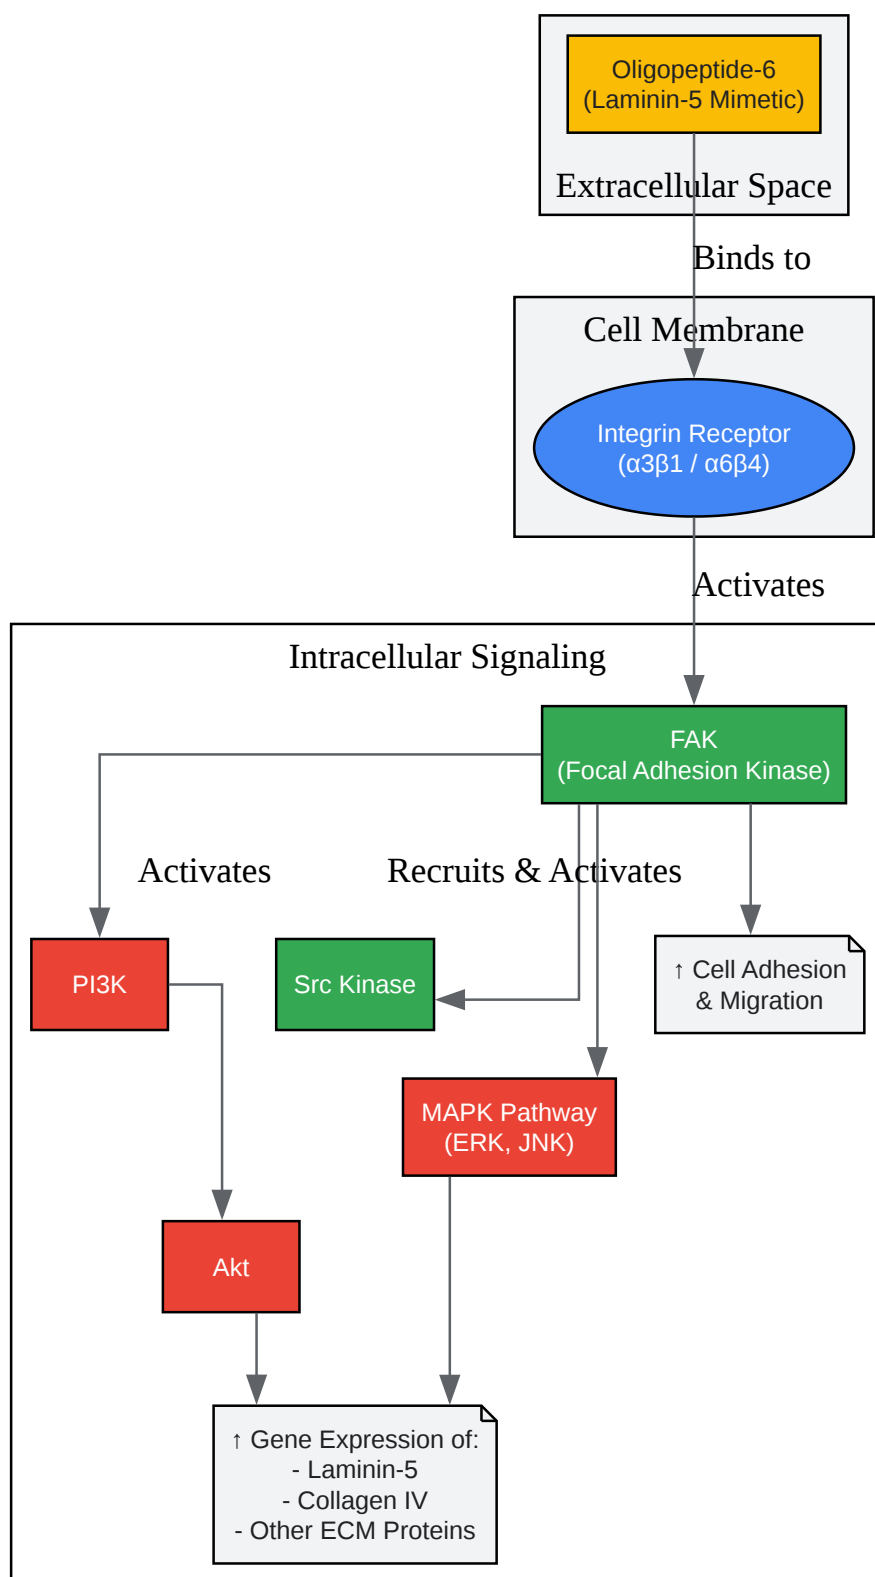 Oligopeptide-6
(Laminin-5 Mimetic)
Extracellular Space
Binds to
Cell Membrane
Integrin Receptor
(α3β1 / α6β4)
Activates
Intracellular Signaling
FAK
(Focal Adhesion Kinase)
Activates
Recruits & Activates
PI3K
Src Kinase
↑ Cell Adhesion
& Migration
MAPK Pathway
(ERK, JNK)
Akt
↑ Gene Expression of:
- Laminin-5
- Collagen IV
- Other ECM Proteins